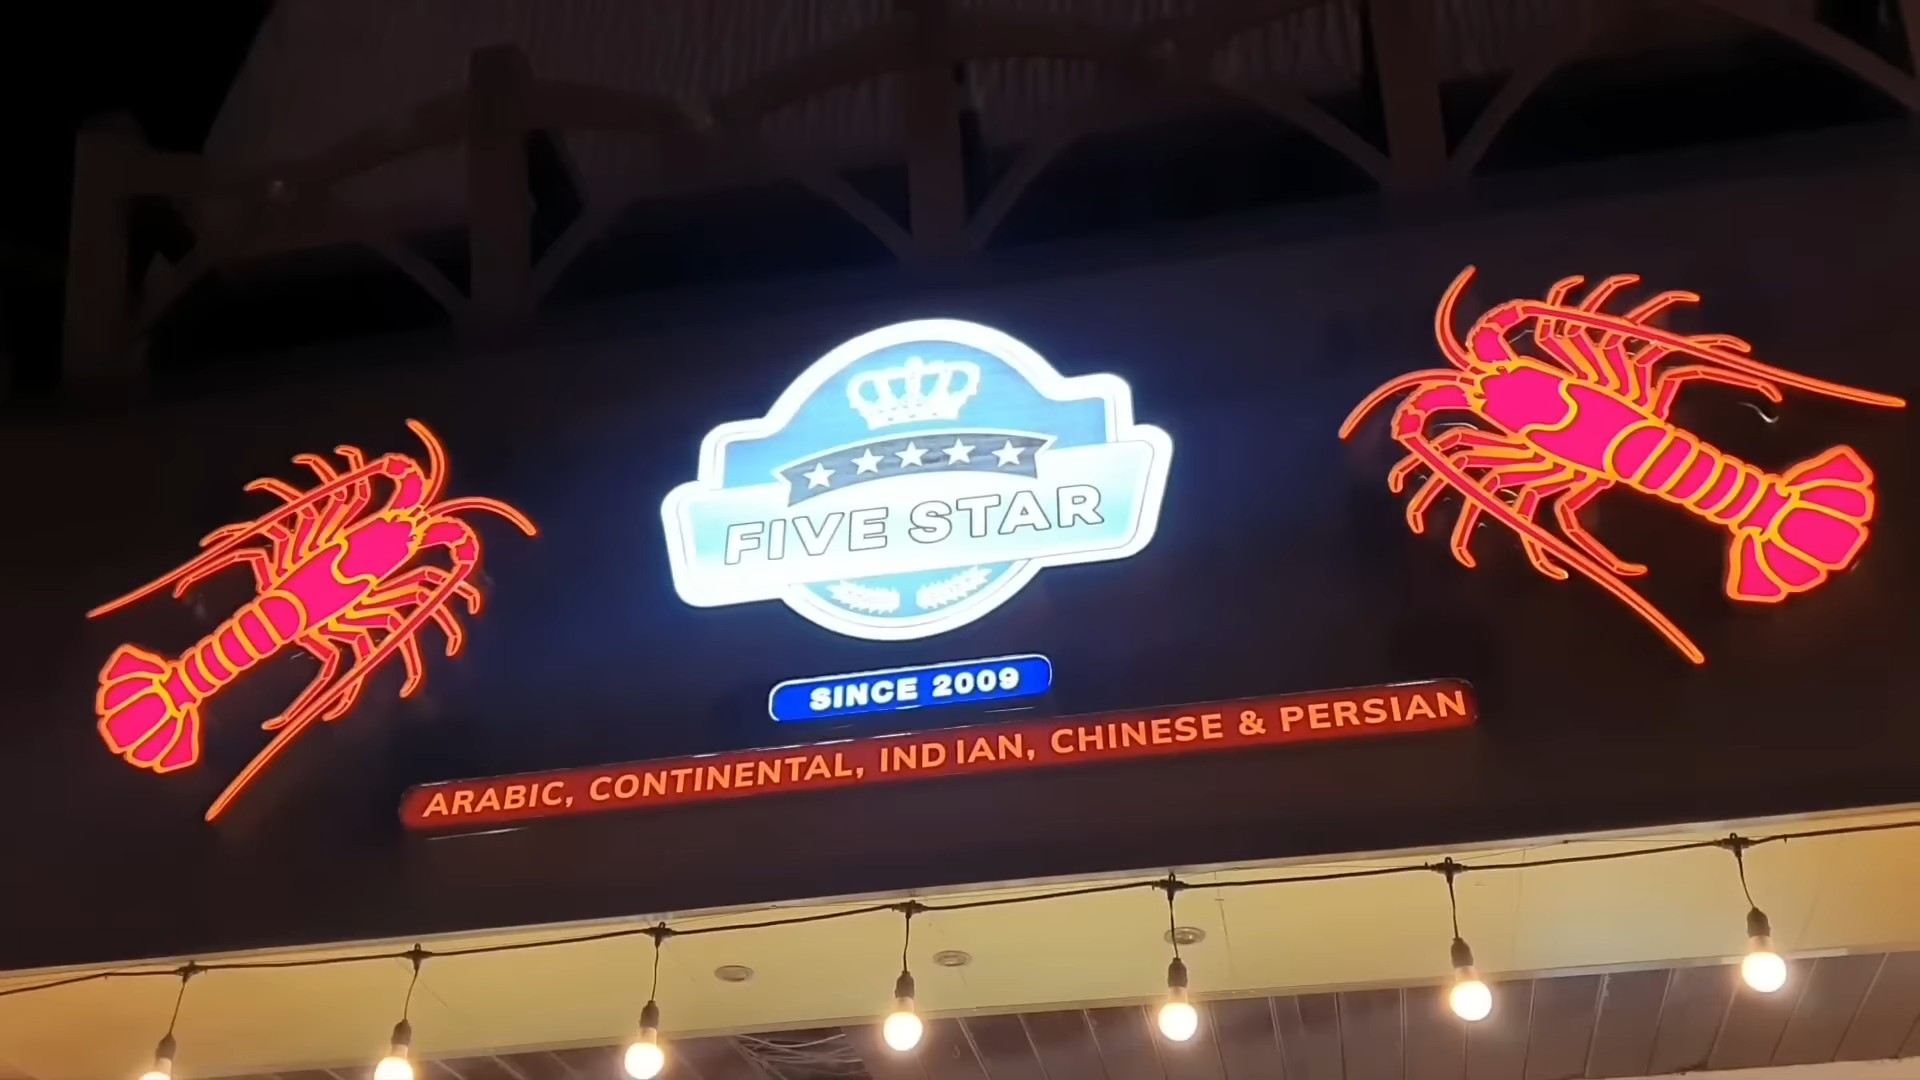 FIVE STAR
SINCE 2009
ARABIC, CONTINENTAL, INDIAN, CHINESE & PERSIAN